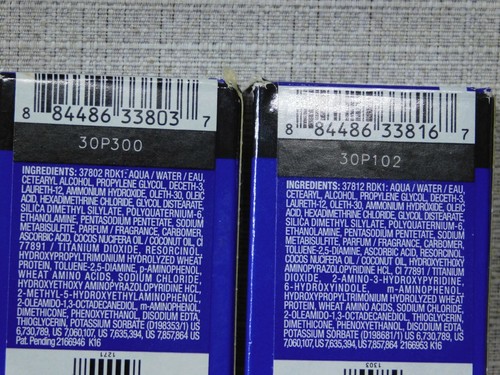 8 84486 33803 7
30P300
INGREDIENTS: 37802 RDK1: AQUA / WATER / EAU,
CETEARYL ALCOHOL, PROPYLENE GLYCOL, DECETH-3,
LAURETH-12, AMMONIUM HYDROXIDE, OLETH-30, OLEIC
ACID, HEXADIMETHRINE CHLORIDE, GLYCOL DISTEARATE,
SILICA DIMETHYL SILYLATE, POLYQUATERNIUM-6,
ETHANOLAMINE, PENTASODIUM PENTETATE, SODIUM
METABISULFITE, PARFUM / FRAGRANCE, CARBOMER,
ASCORBIC ACID, COCOS NUCIFERA OIL / COCONUT OIL, CI
77891 / TITANIUM DIOXIDE, RESORCINOL,
HYDROXYPROPYLTRIMONIUM HYDROLYZED WHEAT
PROTEIN, TOLUENE-2,5-DIAMINE, p-AMINOPHENOL,
WHEAT AMINO ACIDS, SODIUM CHLORIDE,
HYDROXYETHOXY AMINOPYRAZOLOPYRIDINE HCL,
2-METHYL-5-HYDROXYETHYLAMINOPHENOL,
2-OLEAMIDO-1,3-OCTADECANEDIOL, m-AMINOPHENOL,
DIMETHICONE, PHENOXYETHANOL, DISODIUM EDTA,
THIOGLYCERIN, POTASSIUM SORBATE (D198353/1) US
6,730,789, US 7,060,107, US 7,635,394, US 7,857,864 US
Pat. Pending 2166946 K16
1271
8 84486 33816 7
30P102
INGREDIENTS: 37812 RDK1: AQUA / WATER / EAU,
CETEARYL ALCOHOL, PROPYLENE GLYCOL, DECETH-3,
LAURETH-12, OLETH-30, AMMONIUM HYDROXIDE, OLEIC
ACID, HEXADIMETHRINE CHLORIDE, GLYCOL DISTEARATE,
ETHANOLAMINE, SILICA DIMETHYL SILYLATE,
POLYQUATERNIUM-6, PENTASODIUM PENTETATE, SODIUM
METABISULFITE, PARFUM / FRAGRANCE, CARBOMER,
TOLUENE-2,5-DIAMINE, ASCORBIC ACID, RESORCINOL,
COCOS NUCIFERA OIL / COCONUT OIL, HYDROXYETHOXY
AMINOPYRAZOLOPYRIDINE HCL, CI 77891 / TITANIUM
DIOXIDE, 2-AMINO-3-HYDROXYPYRIDINE,
6-HYDROXYINDOLE, m-AMINOPHENOL,
HYDROXYPROPYLTRIMONIUM HYDROLYZED WHEAT
PROTEIN, WHEAT AMINO ACIDS, SODIUM CHLORIDE,
2-OLEAMIDO-1,3-OCTADECANEDIOL, THIOGLYCERIN,
DIMETHICONE, PHENOXYETHANOL, DISODIUM EDTA,
POTASSIUM SORBATE (D198681/1) US 6,730,789, US
7,060,107, US 7,635,394, US 7,857,864 2166953 K16
1303